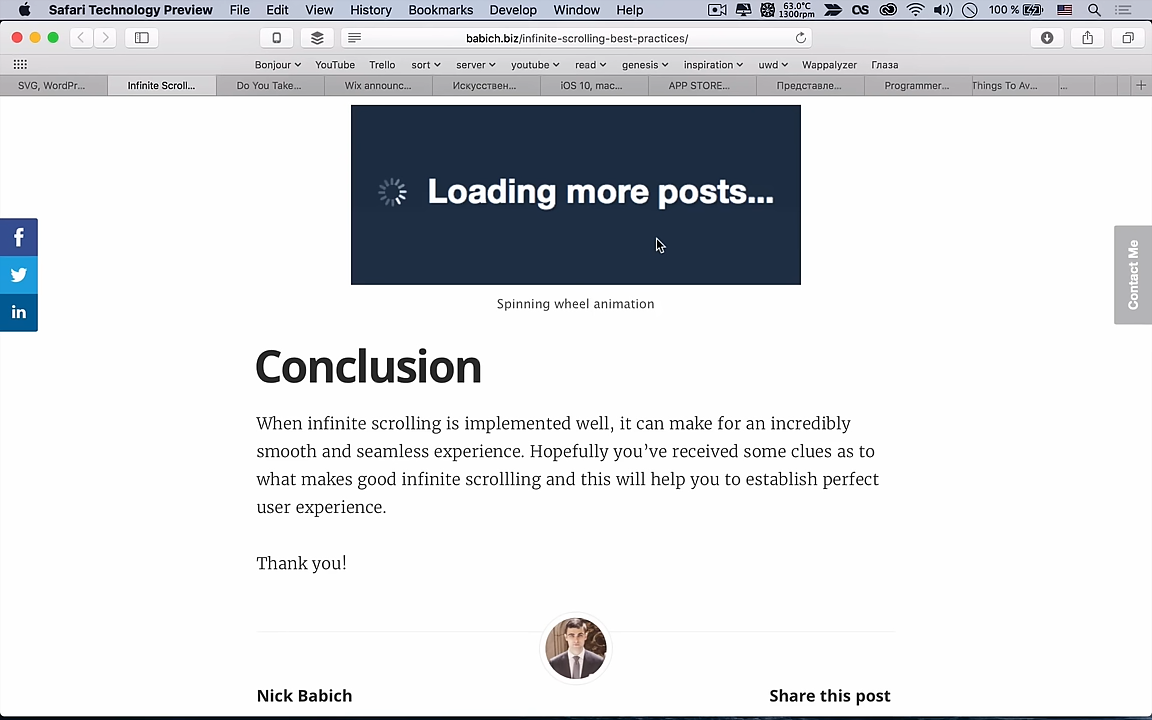 Safari Technology Preview File Edit View History Bookmarks Develop Window Help 63.0°C 1300rpm 100 %
babich.biz/infinite-scrolling-best-practices/
Bonjour YouTube Trello sort server youtube read genesis inspiration uwd Wappalyzer Глаза
SVG, WordPr... Infinite Scroll... Do You Take... Wix announc... Искусствен... iOS 10, mac... APP STORE... Представле... Programmer... Things To Av... ...
Loading more posts...
Spinning wheel animation
Contact Me
Conclusion
When infinite scrolling is implemented well, it can make for an incredibly
smooth and seamless experience. Hopefully you’ve received some clues as to
what makes good infinite scrollling and this will help you to establish perfect
user experience.
Thank you!
Nick Babich
Share this post